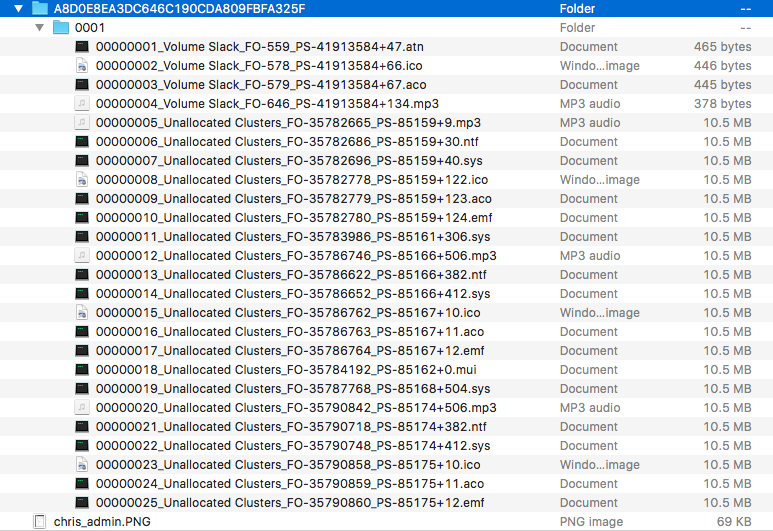 A8D0E8EA3DC646C190CDA809FBFA325F Folder --
0001 Folder --
00000001_Volume Slack_FO-559_PS-41913584+47.atn Document 465 bytes
00000002_Volume Slack_FO-578_PS-41913584+66.ico Windo...image 446 bytes
00000003_Volume Slack_FO-579_PS-41913584+67.aco Document 445 bytes
00000004_Volume Slack_FO-646_PS-41913584+134.mp3 MP3 audio 378 bytes
00000005_Unallocated Clusters_FO-35782665_PS-85159+9.mp3 MP3 audio 10.5 MB
00000006_Unallocated Clusters_FO-35782686_PS-85159+30.ntf Document 10.5 MB
00000007_Unallocated Clusters_FO-35782696_PS-85159+40.sys Document 10.5 MB
00000008_Unallocated Clusters_FO-35782778_PS-85159+122.ico Windo...image 10.5 MB
00000009_Unallocated Clusters_FO-35782779_PS-85159+123.aco Document 10.5 MB
00000010_Unallocated Clusters_FO-35782780_PS-85159+124.emf Document 10.5 MB
00000011_Unallocated Clusters_FO-35783986_PS-85161+306.sys Document 10.5 MB
00000012_Unallocated Clusters_FO-35786746_PS-85166+506.mp3 MP3 audio 10.5 MB
00000013_Unallocated Clusters_FO-35786622_PS-85166+382.ntf Document 10.5 MB
00000014_Unallocated Clusters_FO-35786652_PS-85166+412.sys Document 10.5 MB
00000015_Unallocated Clusters_FO-35786762_PS-85167+10.ico Windo...image 10.5 MB
00000016_Unallocated Clusters_FO-35786763_PS-85167+11.aco Document 10.5 MB
00000017_Unallocated Clusters_FO-35786764_PS-85167+12.emf Document 10.5 MB
00000018_Unallocated Clusters_FO-35784192_PS-85162+0.mui Document 10.5 MB
00000019_Unallocated Clusters_FO-35787768_PS-85168+504.sys Document 10.5 MB
00000020_Unallocated Clusters_FO-35790842_PS-85174+506.mp3 MP3 audio 10.5 MB
00000021_Unallocated Clusters_FO-35790718_PS-85174+382.ntf Document 10.5 MB
00000022_Unallocated Clusters_FO-35790748_PS-85174+412.sys Document 10.5 MB
00000023_Unallocated Clusters_FO-35790858_PS-85175+10.ico Windo...image 10.5 MB
00000024_Unallocated Clusters_FO-35790859_PS-85175+11.aco Document 10.5 MB
00000025_Unallocated Clusters_FO-35790860_PS-85175+12.emf Document 10.5 MB
chris_admin.PNG PNG image 69 KB